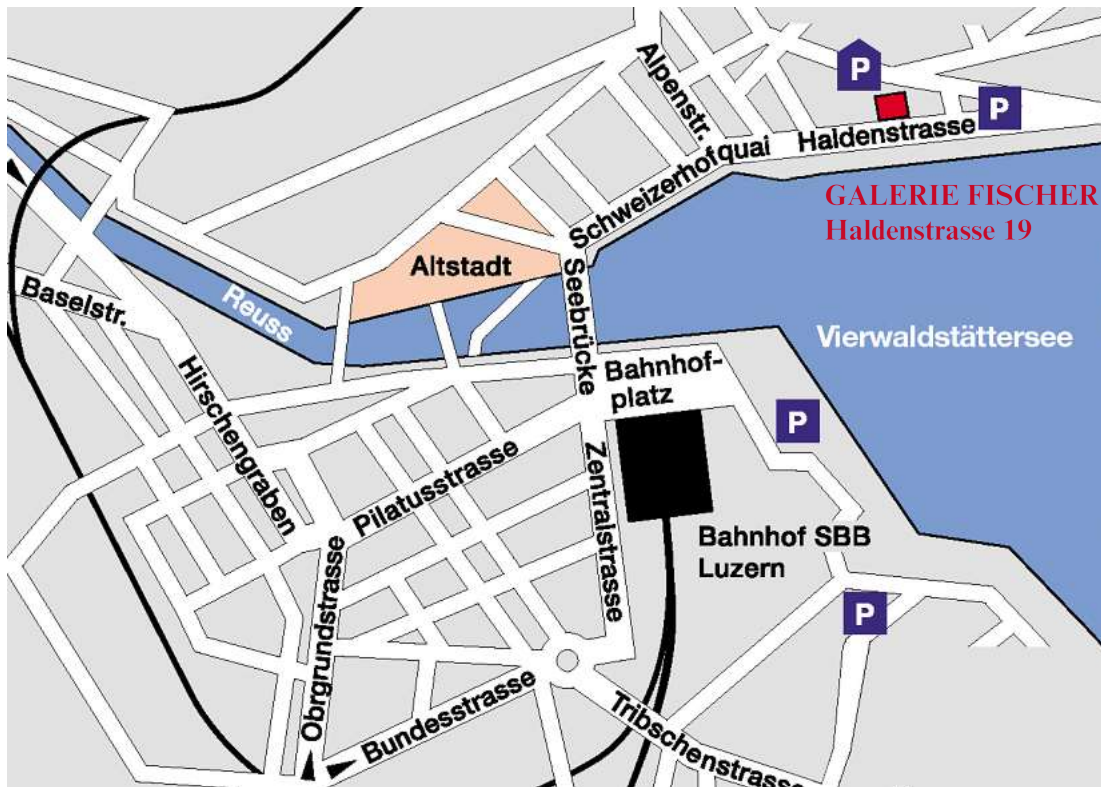 Alpenstr.
P
P
Haldenstrasse
Schweizerhofquai
GALERIE FISCHER
Haldenstrasse 19
Altstadt
Seebrücke
Baselstr.
Reuss
Vierwaldstättersee
Hirschengraben
Bahnhof-
platz
P
Pilatusstrasse
Zentralstrasse
Bahnhof SBB
Luzern
Obrgrundstrasse
P
Bundesstrasse
Tribschenstrasse